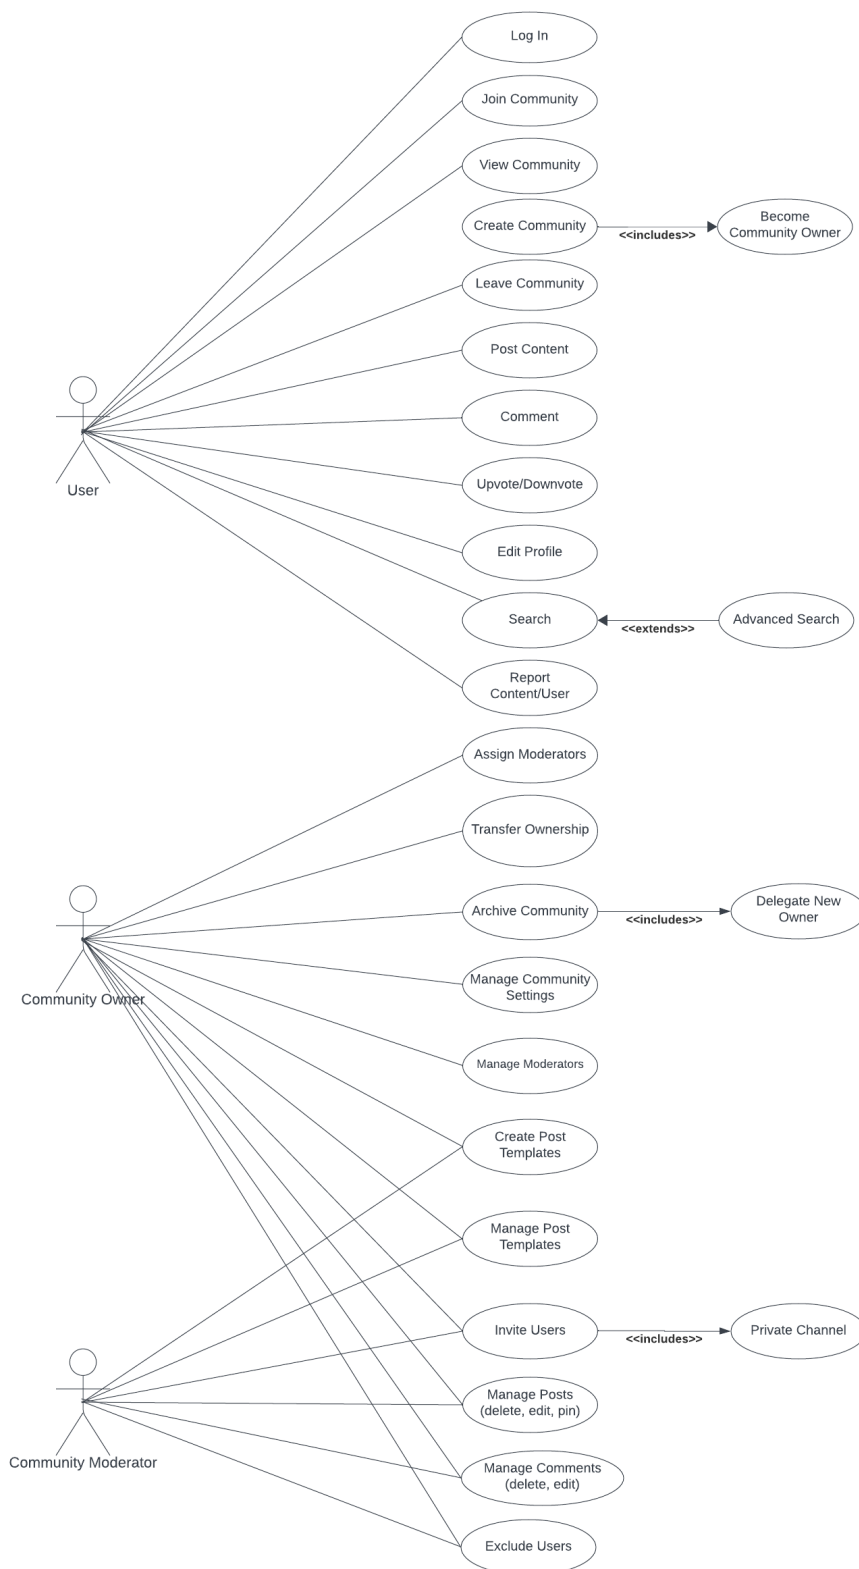 Log In
Join Community
View Community
Create Community
<<includes>>
Become
Community Owner
Leave Community
Post Content
Comment
Upvote/Downvote
User
Edit Profile
Search
<<extends>>
Advanced Search
Report
Content/User
Assign Moderators
Transfer Ownership
Archive Community
<<includes>>
Delegate New
Owner
Manage Community
Settings
Community Owner
Manage Moderators
Create Post
Templates
Manage Post
Templates
Invite Users
<<includes>>
Private Channel
Manage Posts
(delete, edit, pin)
Community Moderator
Manage Comments
(delete, edit)
Exclude Users